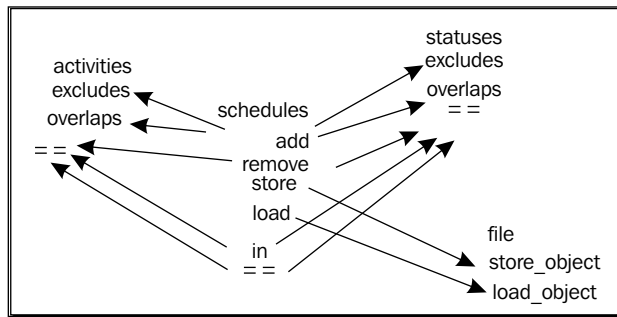 activities
excludes
overlaps
= =
schedules
add
remove
store
load
in
= =
statuses
excludes
overlaps
= =
file
store_object
load_object